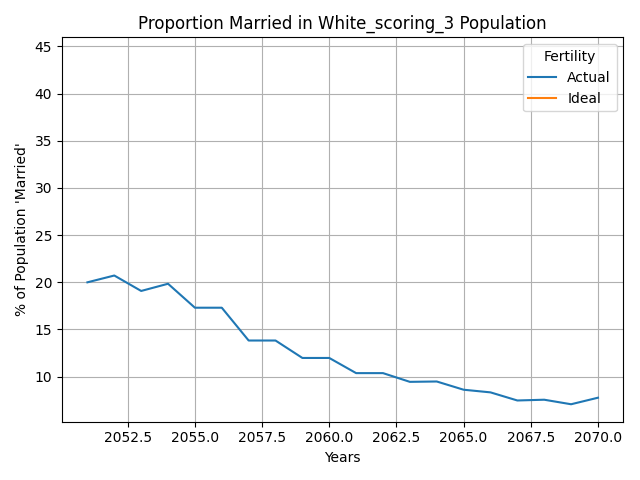 Proportion Married in White_scoring_3 Population
Fertility
Actual
Ideal
% of Population 'Married'
45
40
35
30
25
20
15
10
2052.5 2055.0 2057.5 2060.0 2062.5 2065.0 2067.5 2070.0
Years